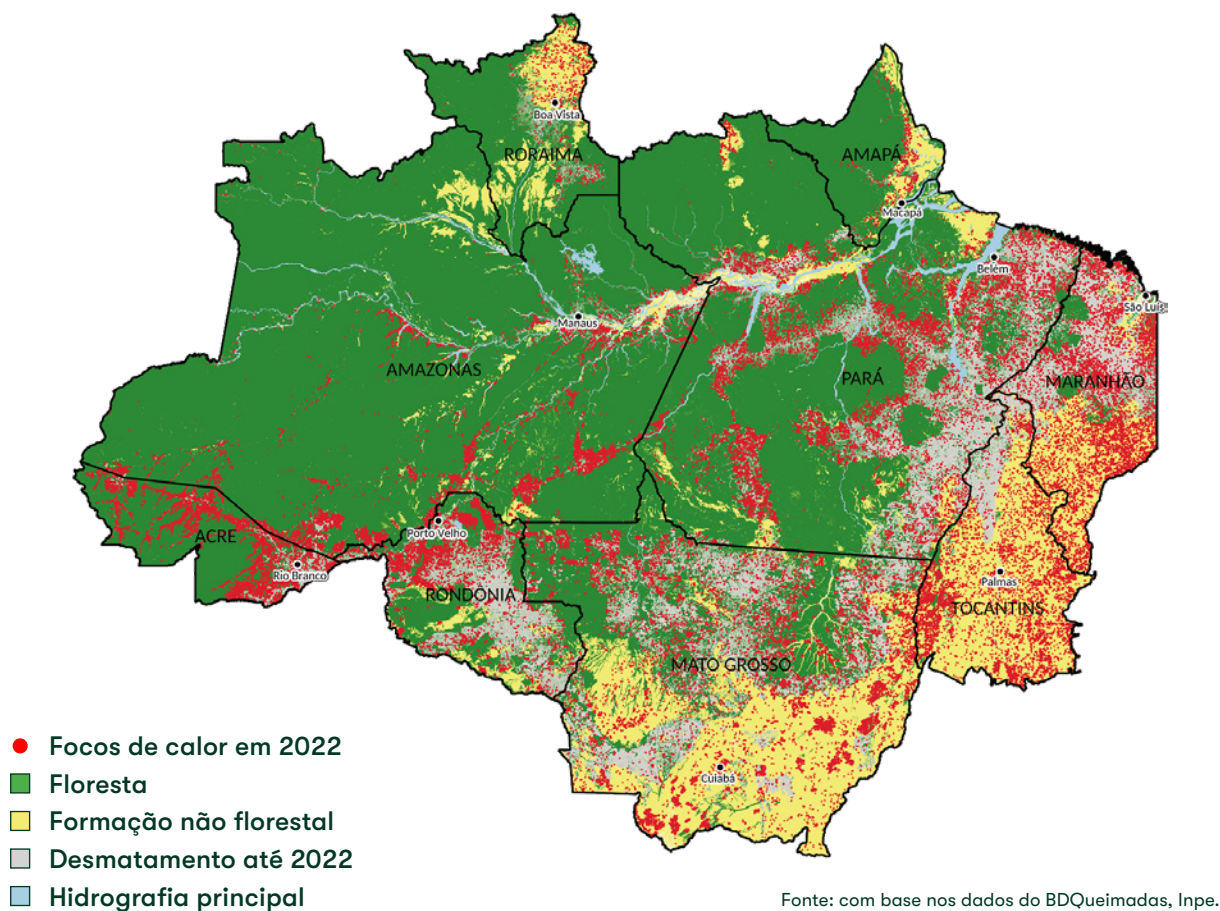 Boa Vista
RORAIMA
AMAPÁ
Macapá
Belém
São Luís
Manaus
AMAZONAS
PARÁ
MARANHÃO
Porto Velho
ACRE
Rio Branco
RONDÔNIA
Palmas
TOCANTINS
MATO GROSSO
Cuiabá
Focos de calor em 2022
Floresta
Formação não florestal
Desmatamento até 2022
Hidrografia principal
Fonte: com base nos dados do BDQueimadas, Inpe.